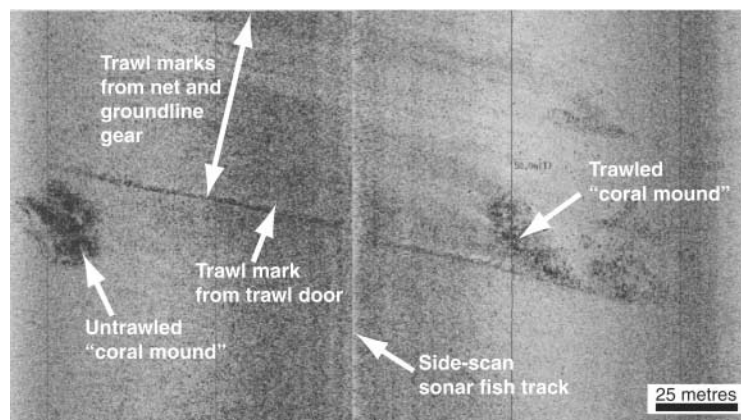 Trawl marks
from net and
groundline
gear
Trawled
“coral mound”
Trawl mark
from trawl door
Untrawled
“coral mound”
Side-scan
sonar fish track
25 metres